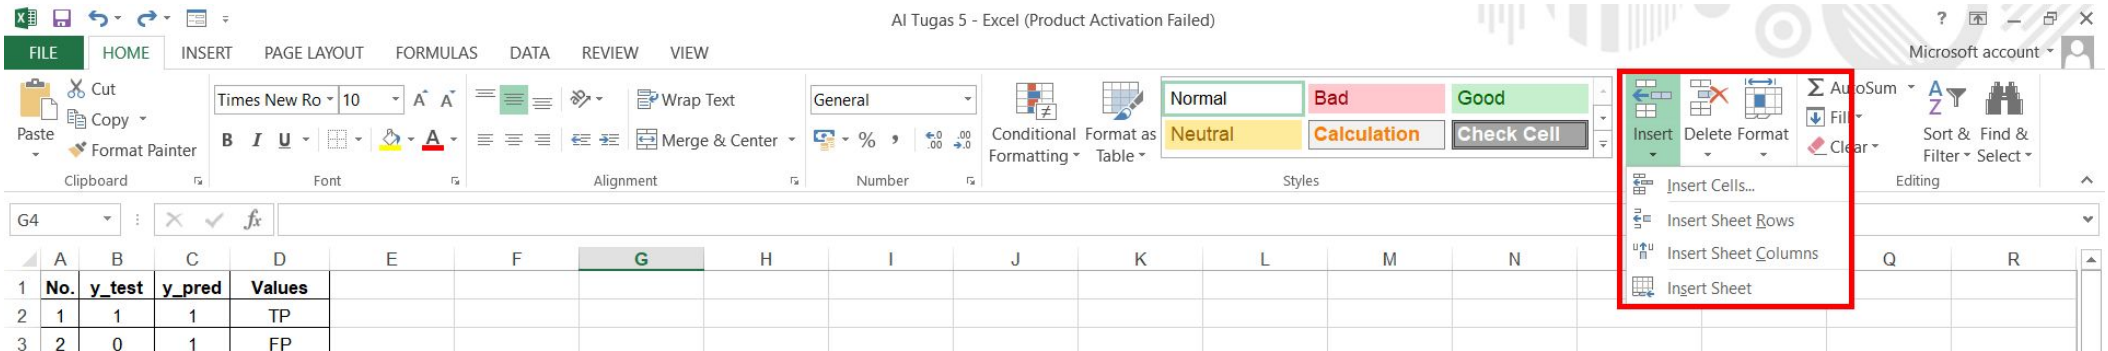 AI Tugas 5 - Excel (Product Activation Failed)
?
FILE HOME INSERT PAGE LAYOUT FORMULAS DATA REVIEW VIEW
Microsoft account
Paste
Cut
Copy
Format Painter
Clipboard
Times New Ro 10
B I U
Font
Wrap Text
Merge & Center
Alignment
General
%
Number
Conditional Formatting
Format as Table
Normal Bad Good
Neutral Calculation Check Cell
Styles
Insert Delete Format
Insert Cells...
Insert Sheet Rows
Insert Sheet Columns
Insert Sheet
AutoSum
Fill
Clear
Sort & Filter
Find & Select
Editing
G4
fx
A B C D E F G H I J K L M N Q R
1 No. y_test y_pred Values
2 1 1 1 TP
3 2 0 1 FP